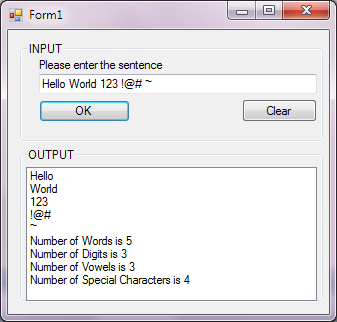 Form1
INPUT
Please enter the sentence
Hello World 123 !@# ~
OK Clear
OUTPUT
Hello
World
123
!@#
~
Number of Words is 5
Number of Digits is 3
Number of Vowels is 3
Number of Special Characters is 4